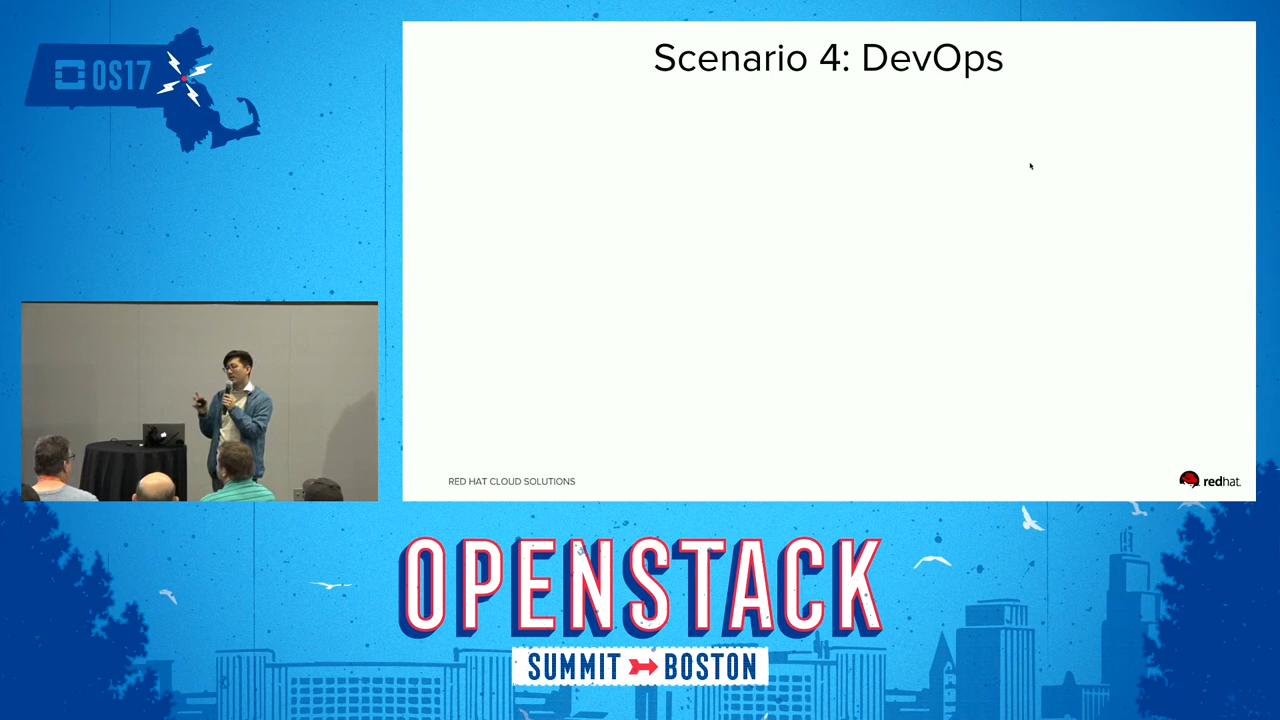 OS17
Scenario 4: DevOps
RED HAT CLOUD SOLUTIONS
redhat.
OPENSTACK
SUMMIT BOSTON